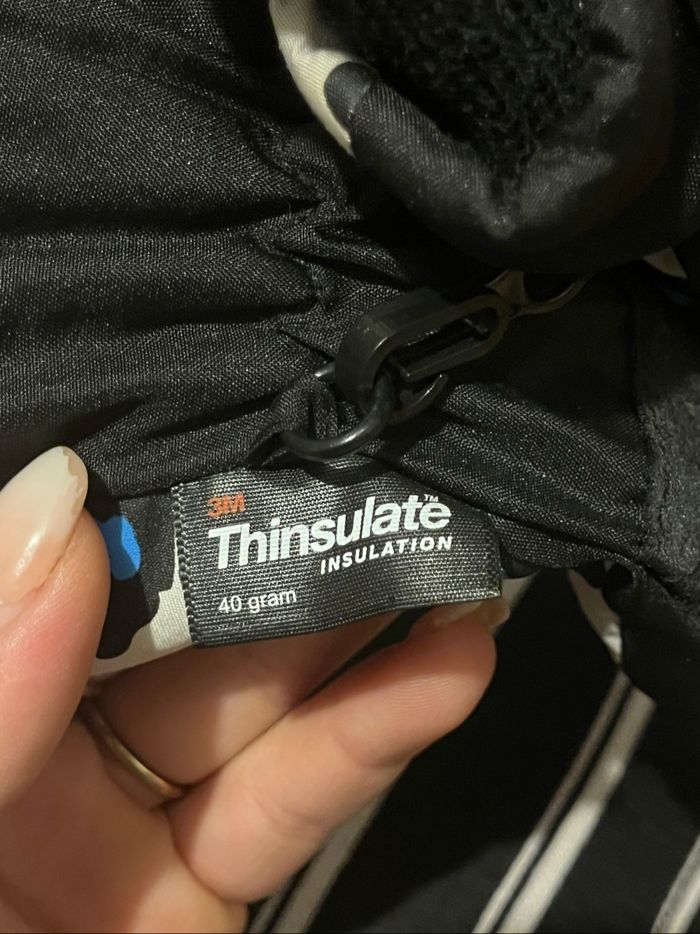 3M
Thinsulate™
INSULATION
40 gram